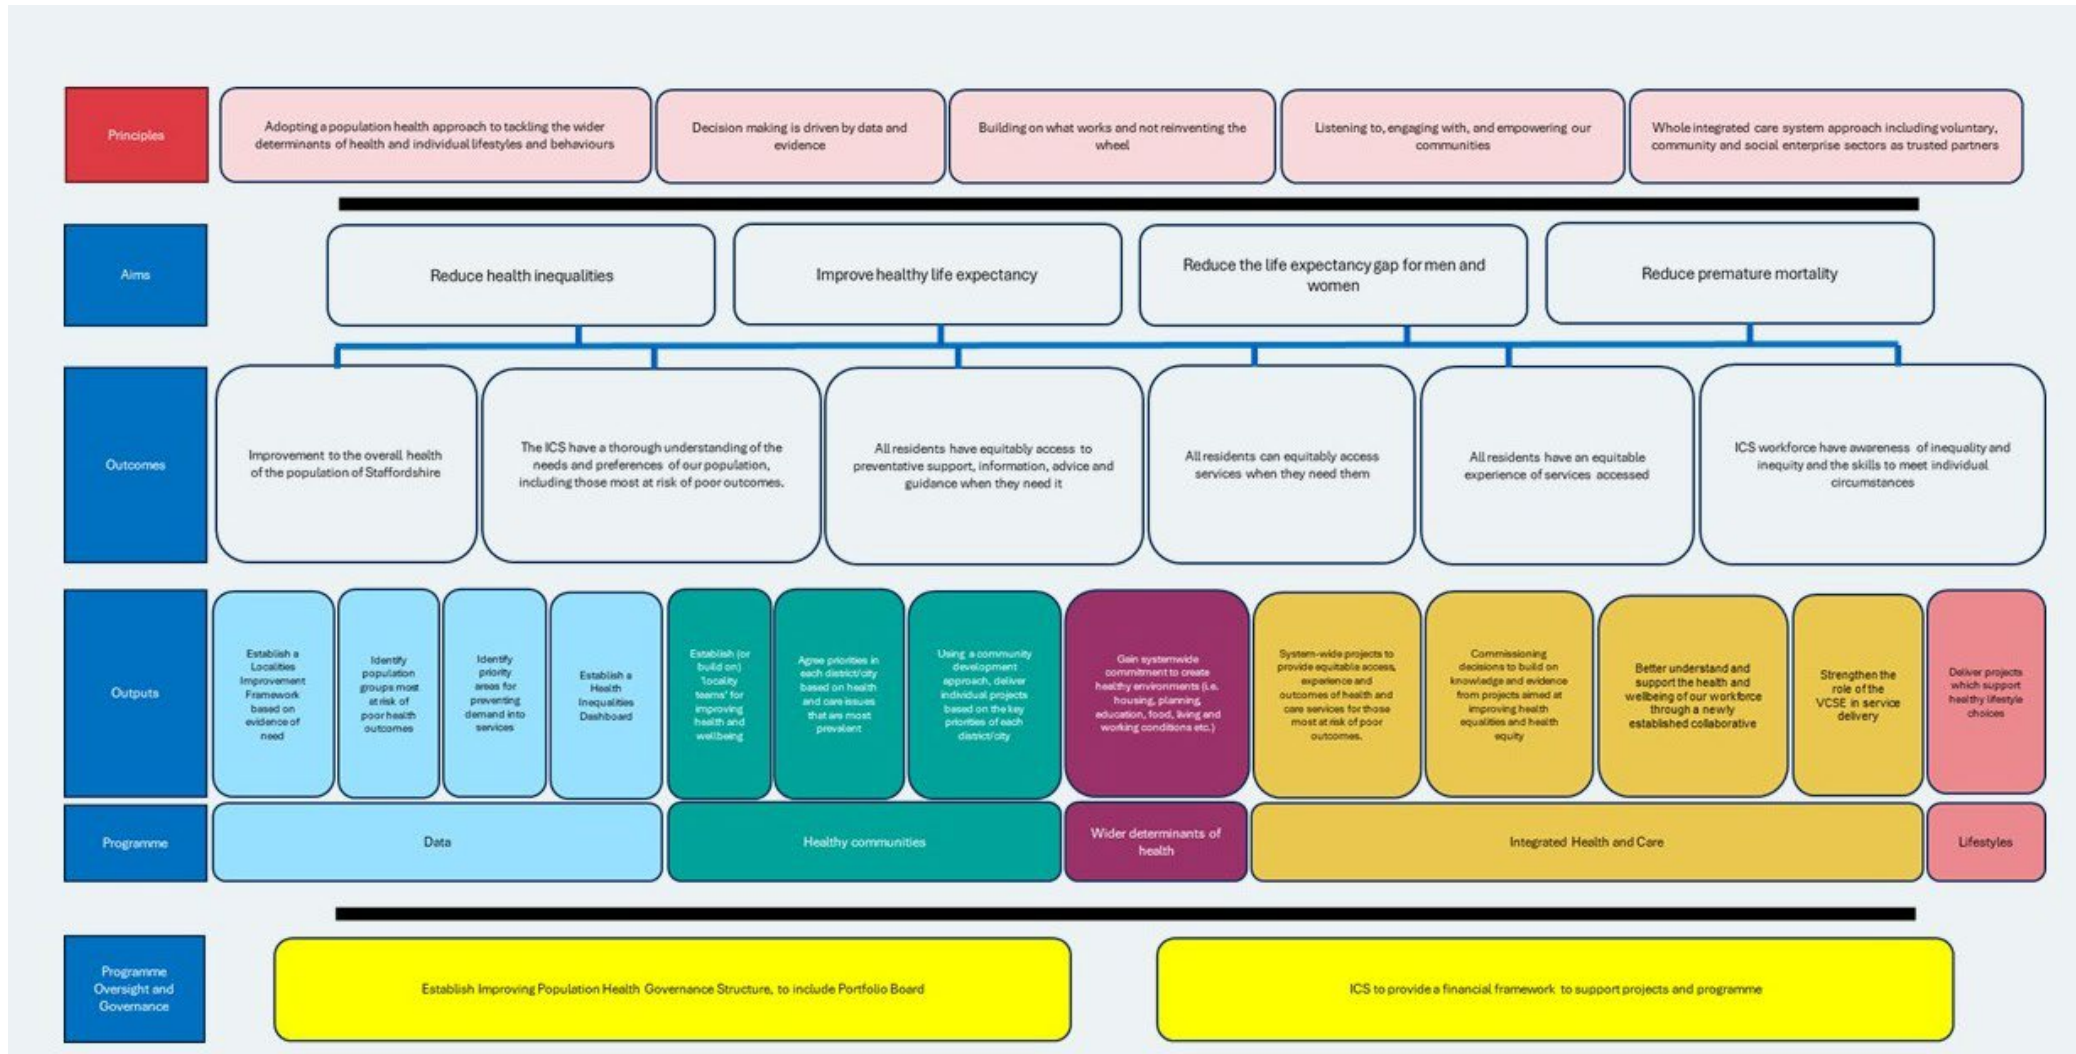 Principles
Adopting a population health approach to tackling the wider
determinants of health and individual lifestyles and behaviours
Decision making is driven by data and
evidence
Building on what works and not reinventing the
wheel
Listening to, engaging with, and empowering our
communities
Whole integrated care system approach including voluntary,
community and social enterprise sectors as trusted partners
Aims
Reduce health inequalities
Improve healthy life expectancy
Reduce the life expectancy gap for men and
women
Reduce premature mortality
Outcomes
Improvement to the overall health
of the population of Staffordshire
The ICS have a thorough understanding of the
needs and preferences of our population,
including those most at risk of poor outcomes.
All residents have equitably access to
preventative support, information, advice and
guidance when they need it
All residents can equitably access
services when they need them
All residents have an equitable
experience of services accessed
ICS workforce have awareness of inequality and
inequity and the skills to meet individual
circumstances
Outputs
Establish a
Localities
Improvement
Framework
based on
evidence of
need
Identify
population
groups most
at risk of
poor health
outcomes
Identify
priority
areas for
preventing
demand into
services
Establish a
Health
Inequalities
Dashboard
Establish (or
build on)
'locality
teams' for
improving
health and
wellbeing
Agree priorities in
each district/city
based on health
and care issues
that are most
prevalent
Using a community
development
approach, deliver
individual projects
based on the key
priorities of each
district/city
Gain systemwide
commitment to create
healthy environments (i.e.
housing, planning,
education, food, living and
working conditions etc.)
System-wide projects to
provide equitable access,
experience and
outcomes of health and
care services for those
most at risk of poor
outcomes.
Commissioning
decisions to build on
knowledge and evidence
from projects aimed at
improving health
equalities and health
equity
Better understand and
support the health and
wellbeing of our workforce
through a newly
established collaborative
Strengthen the
role of the
VCSE in service
delivery
Deliver projects
which support
healthy lifestyle
choices
Programme
Data
Healthy communities
Wider determinants of
health
Integrated Health and Care
Lifestyles
Programme
Oversight and
Governance
Establish Improving Population Health Governance Structure, to include Portfolio Board
ICS to provide a financial framework to support projects and programme